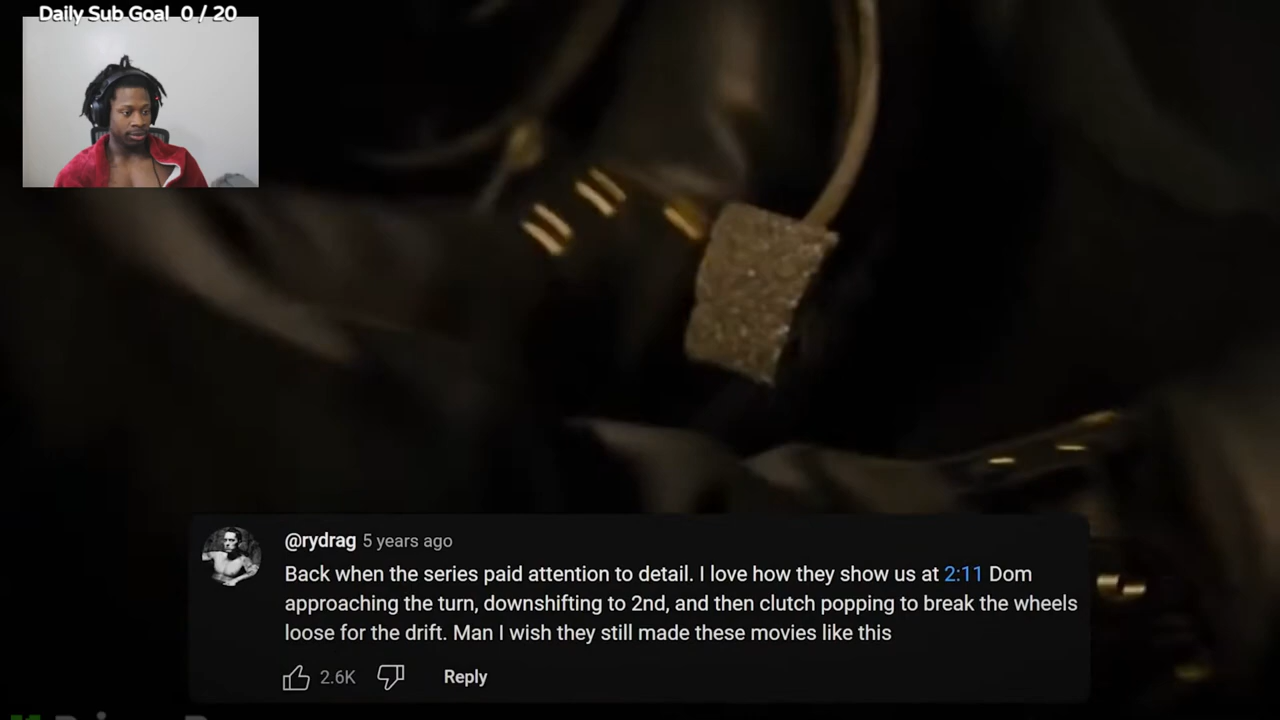 Daily Sub Goal 0 / 20
@rydrag 5 years ago
Back when the series paid attention to detail. I love how they show us at 2:11 Dom
approaching the turn, downshifting to 2nd, and then clutch popping to break the wheels
loose for the drift. Man I wish they still made these movies like this
2.6K Reply